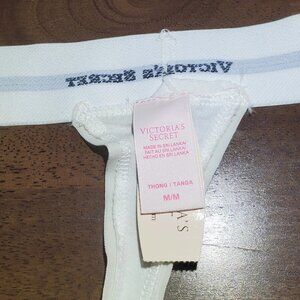 VICTORIA'S SECRET
VICTORIA'S
SECRET
MADE IN SRI LANKA
FAIT AU SRI LANKA
HECHO EN SRI LANKA
THONG / TANGA
M/M
A'S